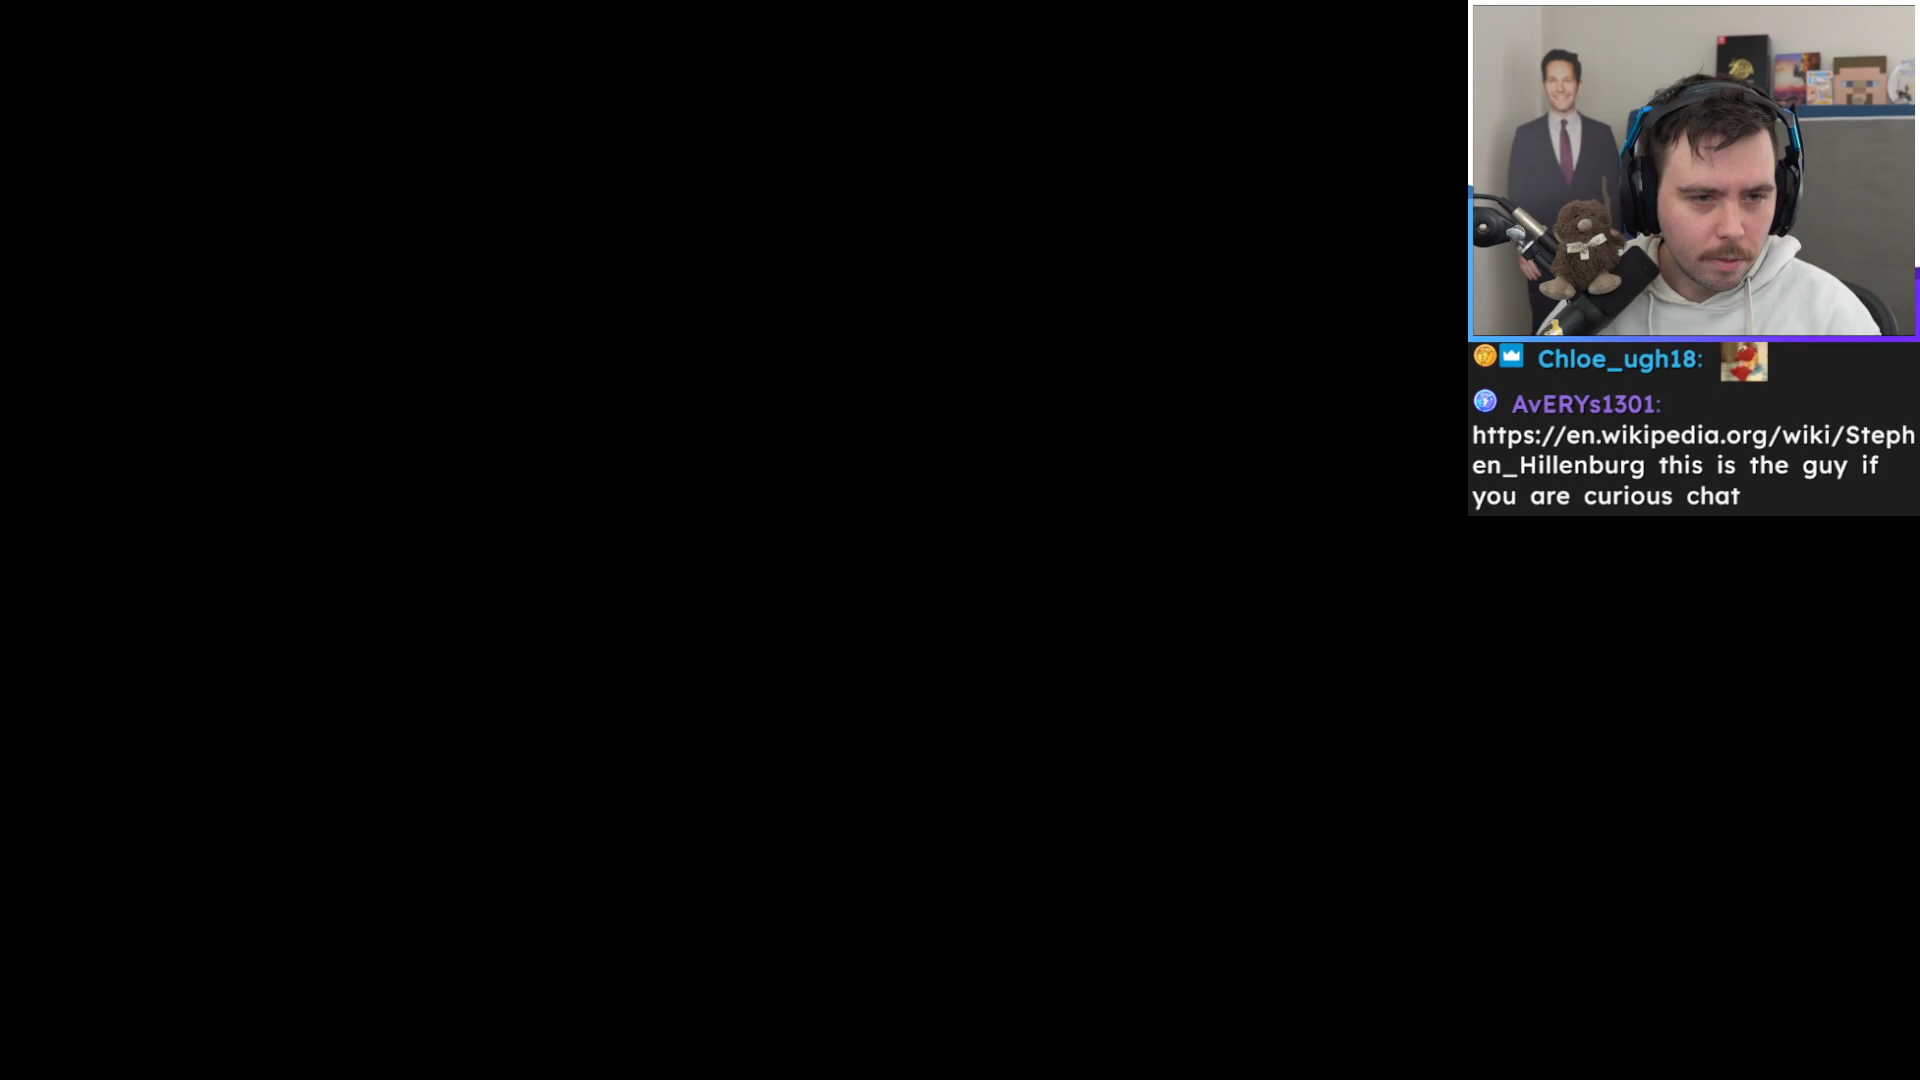 Chloe_ugh18:
AvERYs1301:
https://en.wikipedia.org/wiki/Steph
en_Hillenburg this is the guy if
you are curious chat